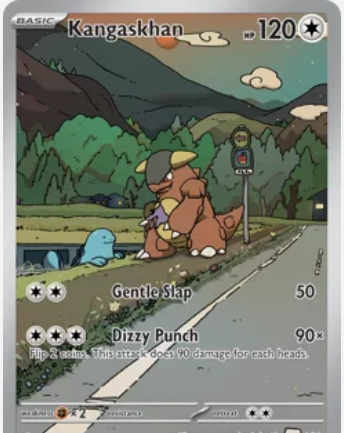 BASIC
Kangaskhan HP 120
Gentle Slap 50
Dizzy Punch 90×
Flip 2 coins. This attack does 90 damage for each heads.
weakness ×2 resistance retreat